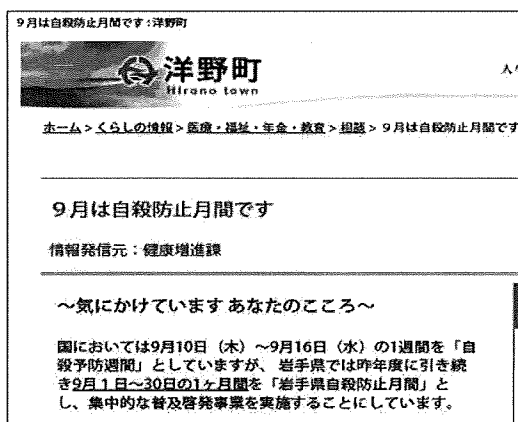 9月は自殺防止月間です:洋野町
洋野町
Hirono town
ホーム > くらしの情報 > 医療・福祉・年金・教育 > 相談 > 9月は自殺防止月間です
9月は自殺防止月間です
情報発信元：健康増進課
～気にかけています あなたのこころ～
国においては9月10日（木）～9月16日（水）の1週間を「自
殺予防週間」としていますが、岩手県では昨年度に引き続
き9月1日～30日の1ヶ月間を「岩手県自殺防止月間」と
し、集中的な普及啓発事業を実施することにしています。